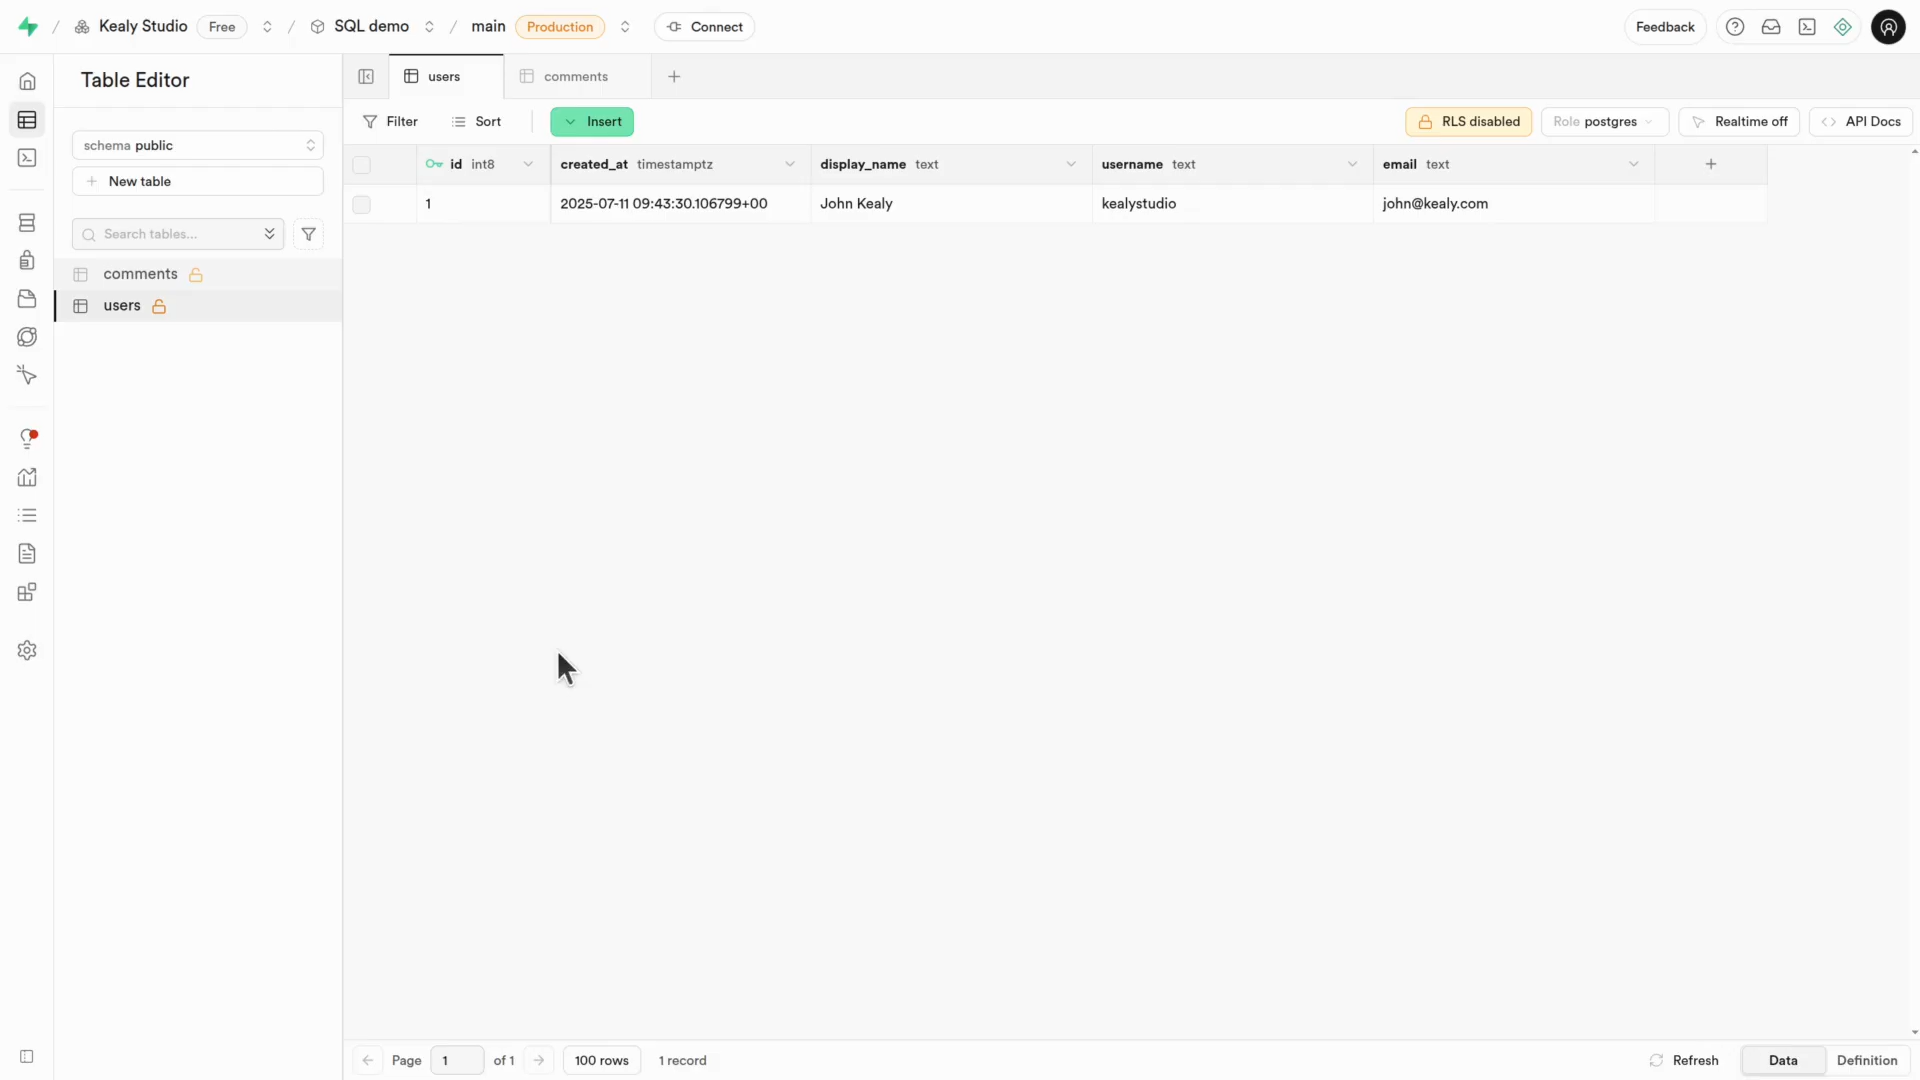 / Kealy Studio Free / SQL demo / main Production Connect Feedback
Table Editor
users comments
Filter Sort Insert RLS disabled Role postgres Realtime off API Docs
schema public
New table
Search tables...
comments
users
id int8 created_at timestamptz display_name text username text email text
1 2025-07-11 09:43:30.106799+00 John Kealy kealystudio john@kealy.com
Page 1 of 1 100 rows 1 record Refresh Data Definition